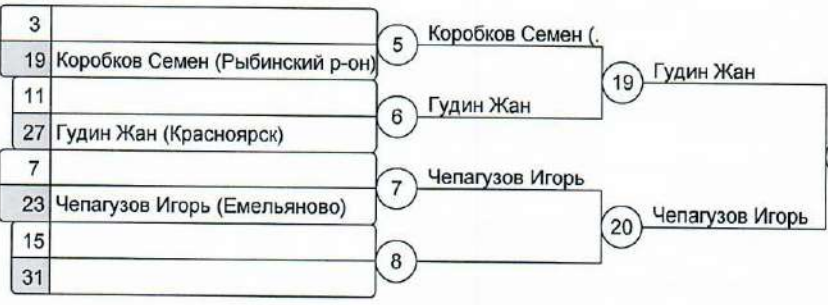 3
19 Коробков Семен (Рыбинский р-он)
5 Коробков Семен (.
11
27 Гудин Жан (Красноярск)
6 Гудин Жан
19 Гудин Жан
7
23 Чепагузов Игорь (Емельяново)
7 Чепагузов Игорь
15
31
8
20 Чепагузов Игорь